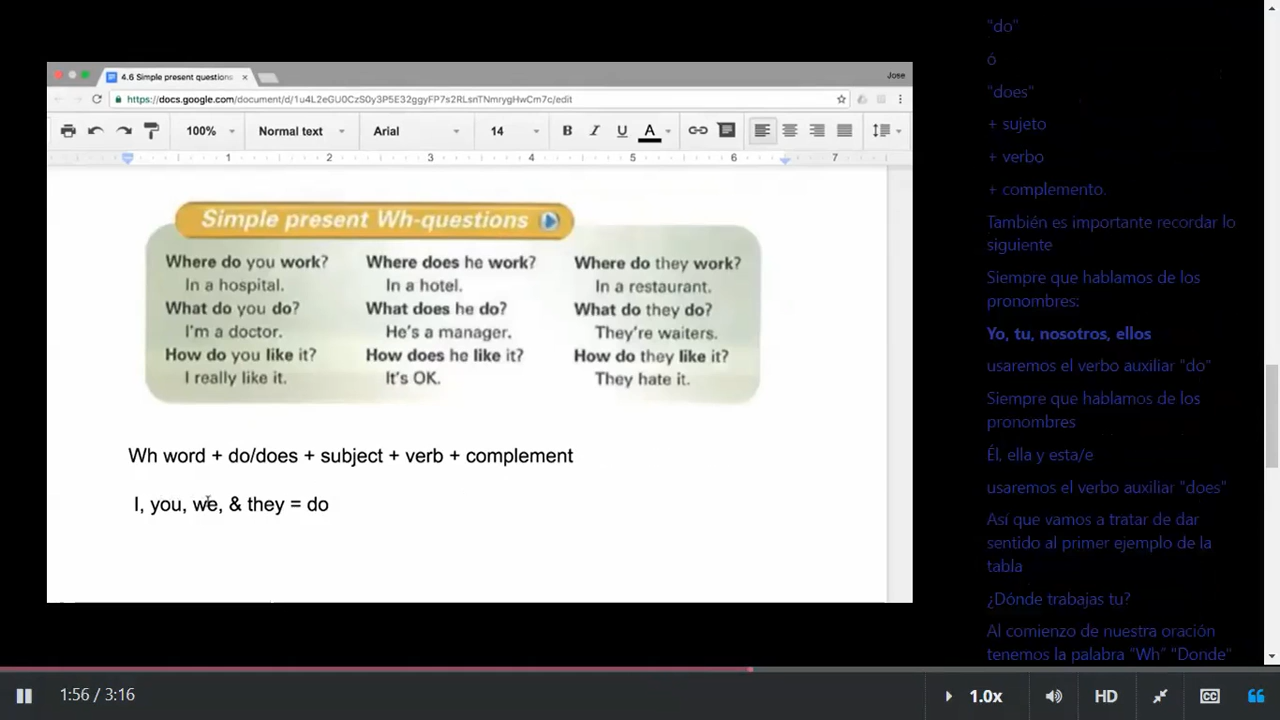 4.6 Simple present questions
Jose
https://docs.google.com/document/d/1u4L2eGU0CzS0y3P5E32ggyFP7s2RLsnTNmrygHwCm7c/edit
100% Normal text Arial 14 B I U A
1 2 3 4 5 6 7
Simple present Wh-questions
Where do you work? Where does he work? Where do they work?
In a hospital. In a hotel. In a restaurant.
What do you do? What does he do? What do they do?
I'm a doctor. He's a manager. They're waiters.
How do you like it? How does he like it? How do they like it?
I really like it. It's OK. They hate it.
Wh word + do/does + subject + verb + complement
I, you, we, & they = do
"do"
ó
"does"
+ sujeto
+ verbo
+ complemento.
También es importante recordar lo
siguiente
Siempre que hablamos de los
pronombres:
Yo, tu, nosotros, ellos
usaremos el verbo auxiliar "do"
Siempre que hablamos de los
pronombres
Él, ella y esta/e
usaremos el verbo auxiliar "does"
Así que vamos a tratar de dar
sentido al primer ejemplo de la
tabla
¿Dónde trabajas tu?
Al comienzo de nuestra oración
tenemos la palabra "Wh" "Donde"
1:56 / 3:16
1.0x HD CC